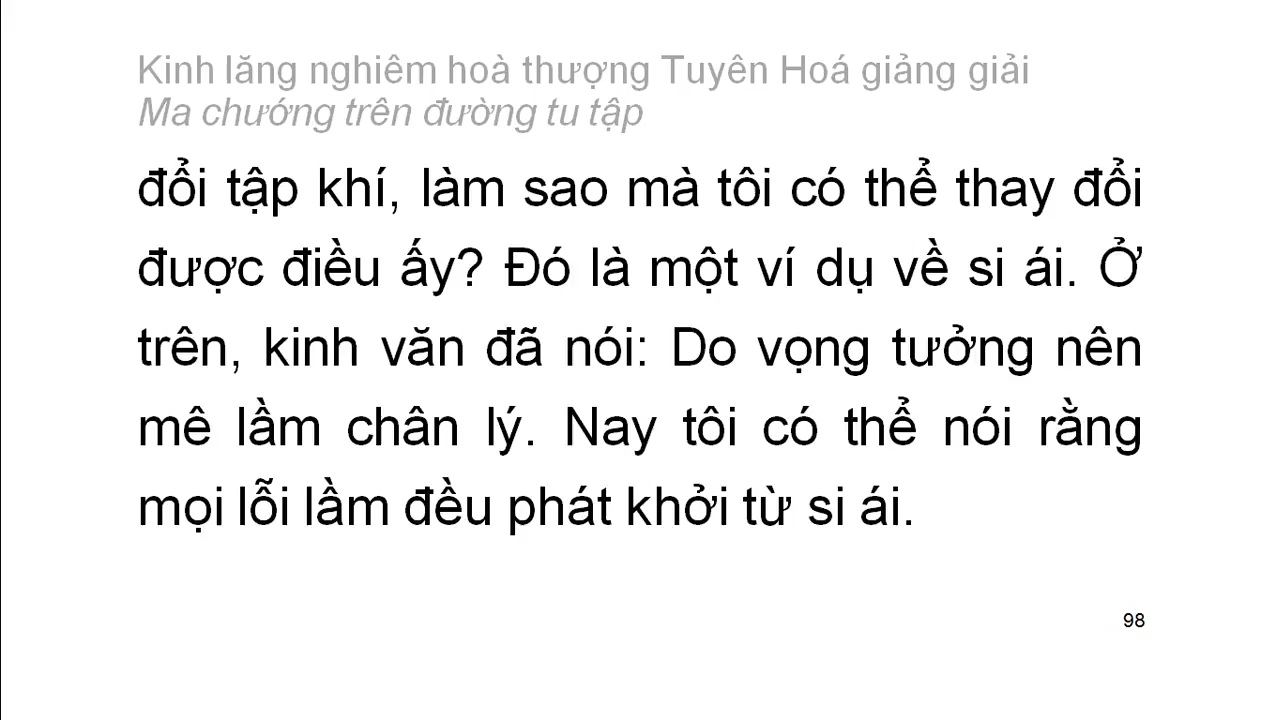 Kinh lăng nghiêm hoà thượng Tuyên Hoá giảng giải
Ma chướng trên đường tu tập
đổi tập khí, làm sao mà tôi có thể thay đổi
được điều ấy? Đó là một ví dụ về si ái. Ở
trên, kinh văn đã nói: Do vọng tưởng nên
mê lầm chân lý. Nay tôi có thể nói rằng
mọi lỗi lầm đều phát khởi từ si ái.
98